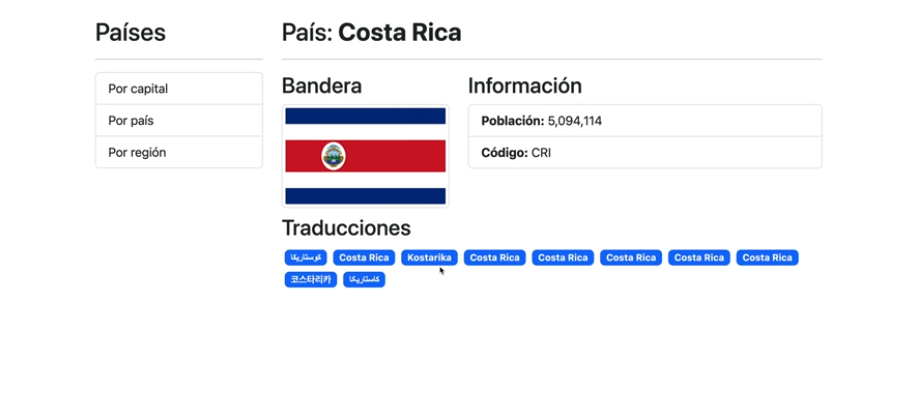 Países
Por capital
Por país
Por región
País: Costa Rica
Bandera
Información
Población: 5,094,114
Código: CRI
Traducciones
كوستاريكا Costa Rica Kostarika Costa Rica Costa Rica Costa Rica Costa Rica Costa Rica
코스타리카 کاستاریکا